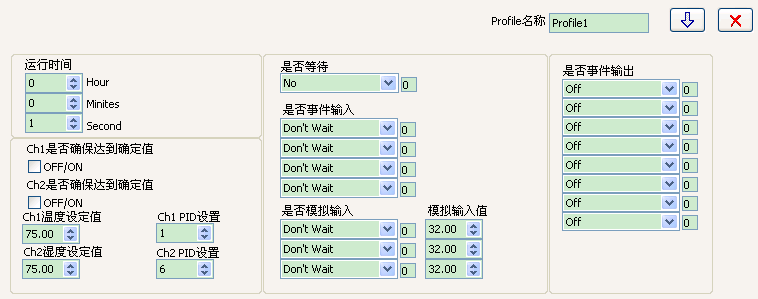 Profile名称 Profile1
运行时间
0 Hour
0 Minites
1 Second
Ch1是否确保达到确定值
OFF/ON
Ch2是否确保达到确定值
OFF/ON
Ch1温度设定值 Ch1 PID设置
75.00 1
Ch2湿度设定值 Ch2 PID设置
75.00 6
是否等待
No 0
是否事件输入
Don't Wait 0
Don't Wait 0
Don't Wait 0
Don't Wait 0
是否模拟输入 模拟输入值
Don't Wait 0 32.00
Don't Wait 0 32.00
Don't Wait 0 32.00
是否事件输出
Off 0
Off 0
Off 0
Off 0
Off 0
Off 0
Off 0
Off 0